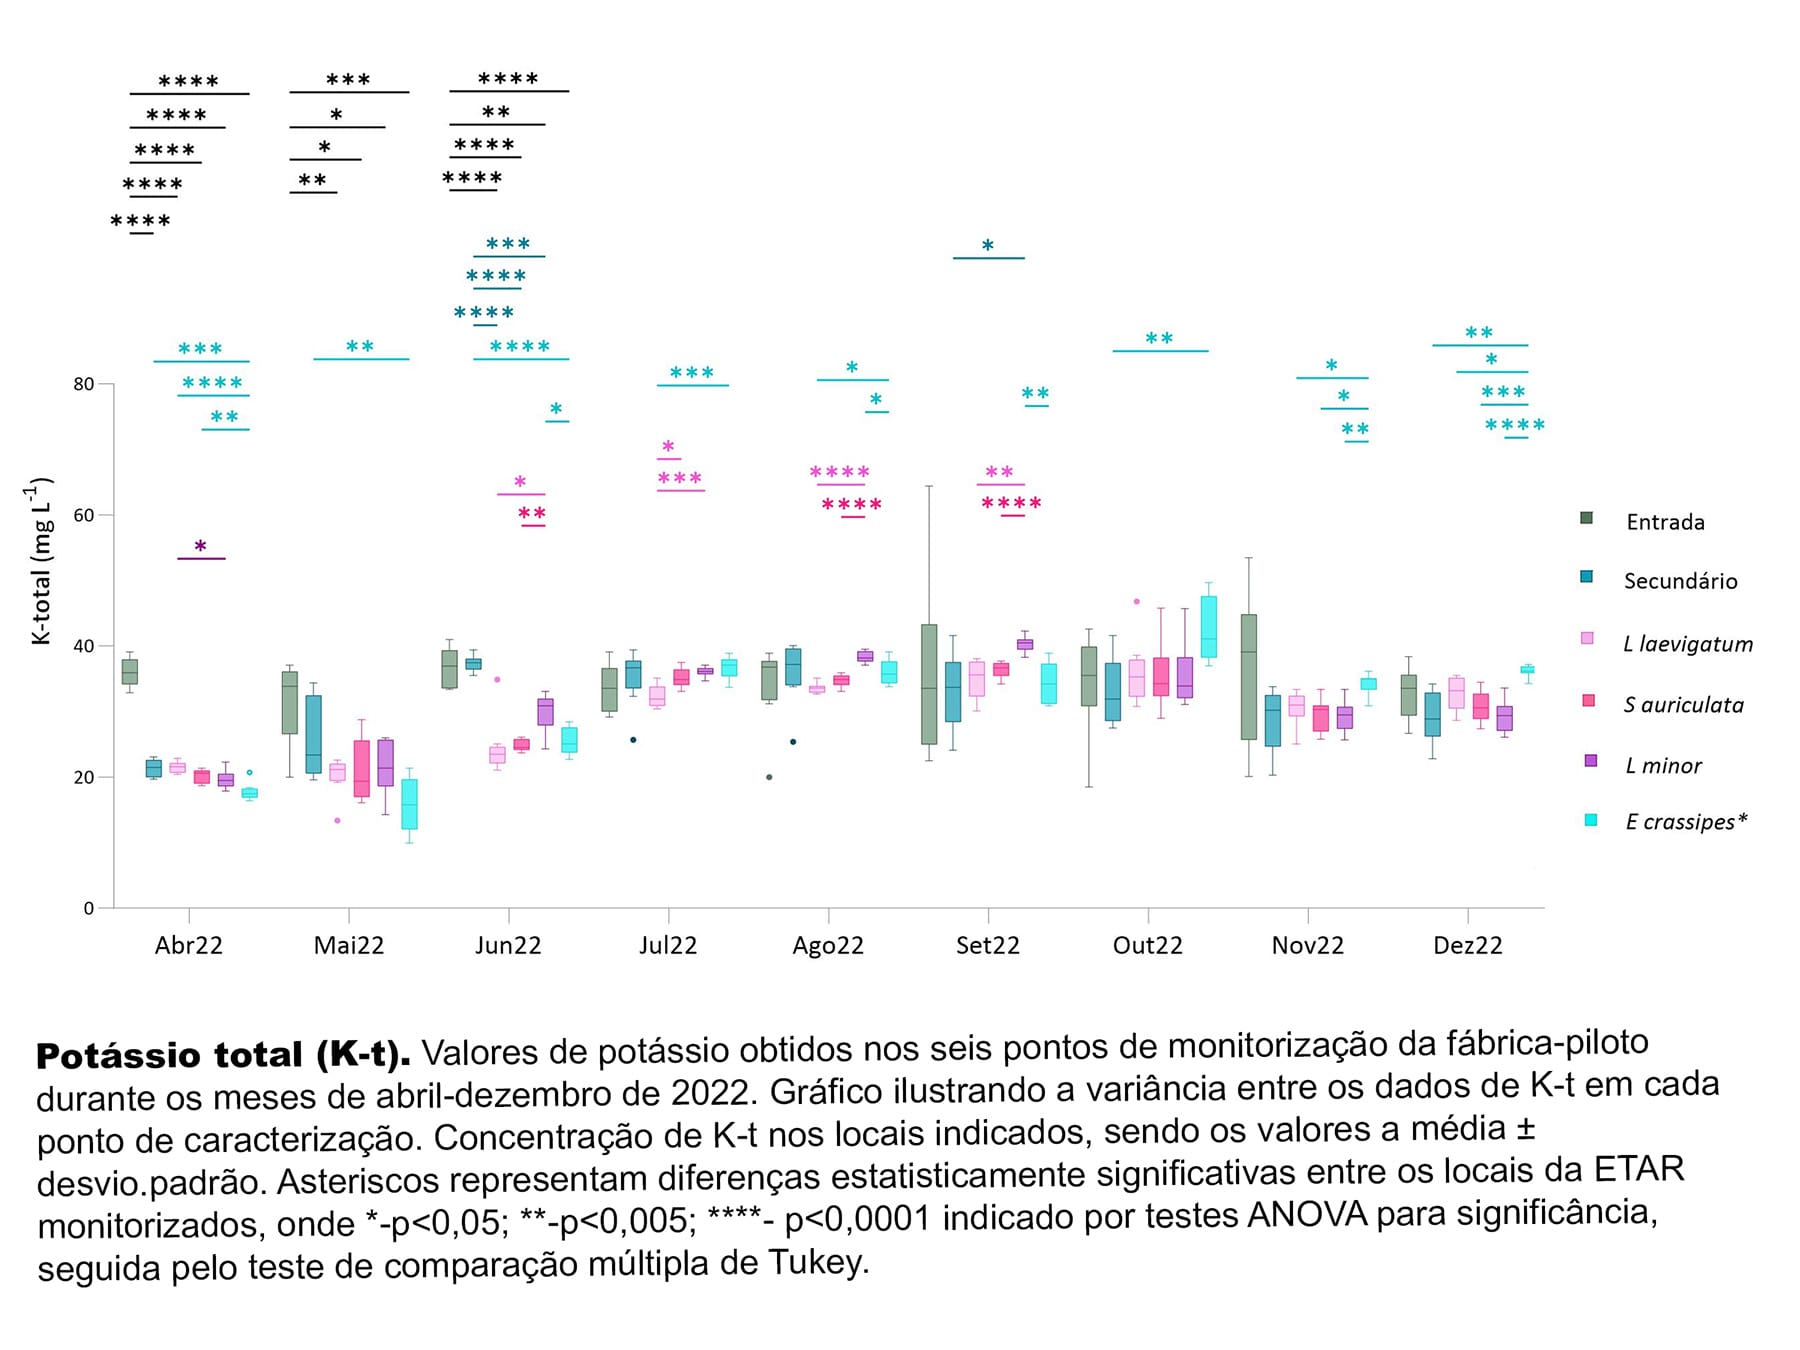 **** *** ****
**** * **
**** * ****
**** ** ****
****
*** *
****
****
*** ** **** *** * ** ** * **
**** * * ** * *
** * ***
** ****
* * *** **** ** * ** **** ****
*
80
60
40
20
0
K-total (mg L-1)
Abr22 Mai22 Jun22 Jul22 Ago22 Set22 Out22 Nov22 Dez22
Entrada
Secundário
L laevigatum
S auriculata
L minor
E crassipes*
Potássio total (K-t). Valores de potássio obtidos nos seis pontos de monitorização da fábrica-piloto
durante os meses de abril-dezembro de 2022. Gráfico ilustrando a variância entre os dados de K-t em cada
ponto de caracterização. Concentração de K-t nos locais indicados, sendo os valores a média ±
desvio.padrão. Asteriscos representam diferenças estatisticamente significativas entre os locais da ETAR
monitorizados, onde *-p<0,05; **-p<0,005; ****- p<0,0001 indicado por testes ANOVA para significância,
seguida pelo teste de comparação múltipla de Tukey.